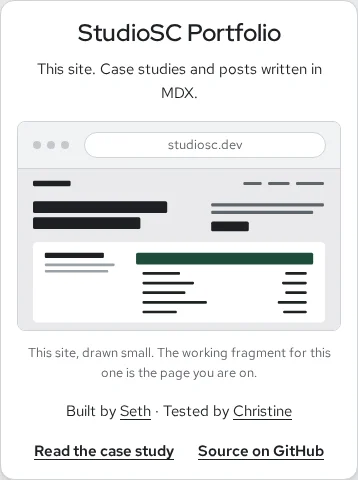 StudioSC Portfolio
This site. Case studies and posts written in
MDX.
studiosc.dev
This site, drawn small. The working fragment for this
one is the page you are on.
Built by Seth · Tested by Christine
Read the case study Source on GitHub